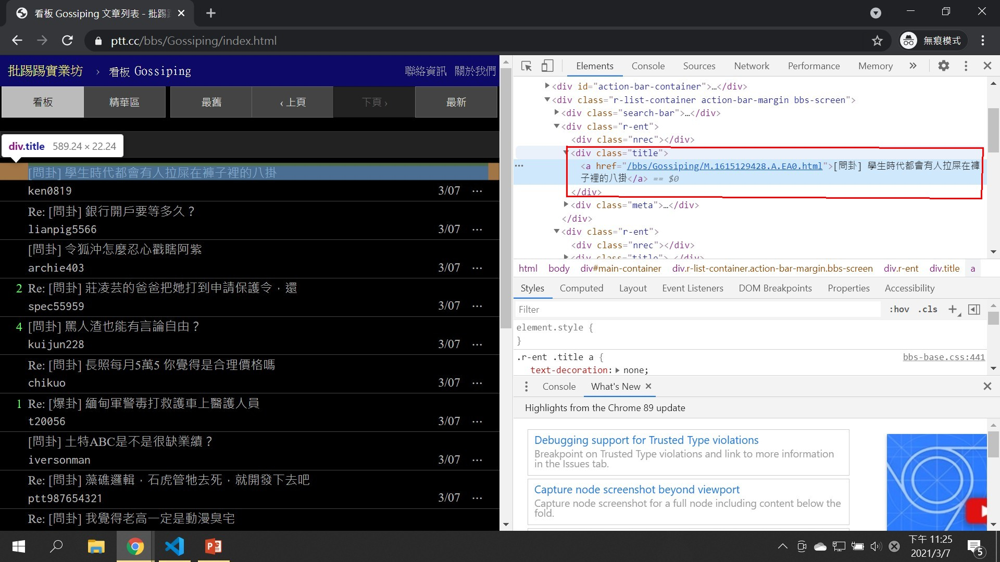 看板 Gossiping 文章列表 - 批踢
ptt.cc/bbs/Gossiping/index.html
無痕模式
批踢踢實業坊 › 看板 Gossiping 聯絡資訊 關於我們
看板 精華區 最舊 ‹ 上頁 下頁 › 最新
div.title 589.24 × 22.24
[問卦] 學生時代都會有人拉屎在褲子裡的八掛
ken0819 3/07 ⋯
Re: [問卦] 銀行開戶要等多久？
lianpig5566 3/07 ⋯
[問卦] 令狐沖怎麼忍心戳瞎阿紫
archie403 3/07 ⋯
2 Re: [問卦] 莊凌芸的爸爸把她打到申請保護令，還
spec55959 3/07 ⋯
4 [問卦] 罵人渣也能有言論自由？
kuijun228 3/07 ⋯
Re: [問卦] 長照每月5萬5 你覺得是合理價格嗎
chikuo 3/07 ⋯
1 Re: [爆卦] 緬甸軍警毒打救護車上醫護人員
t20056 3/07 ⋯
[問卦] 土特ABC是不是很缺業績？
iversonman 3/07 ⋯
Re: [問卦] 藻礁邏輯，石虎管牠去死，就開發下去吧
ptt987654321 3/07 ⋯
Re: [問卦] 我覺得老高一定是動漫臭宅
Elements Console Sources Network Performance Memory »
<div id="action-bar-container">…</div>
<div class="r-list-container action-bar-margin bbs-screen">
<div class="search-bar">…</div>
<div class="r-ent">
<div class="nrec"></div>
<div class="title">
<a href="/bbs/Gossiping/M.1615129428.A.EA0.html">[問卦] 學生時代都會有人拉屎在褲
子裡的八掛</a> == $0
</div>
<div class="meta">…</div>
</div>
<div class="r-ent">
<div class="nrec"></div>
<div class="title">…</div>
html body div#main-container div.r-list-container.action-bar-margin.bbs-screen div.r-ent div.title a
Styles Computed Layout Event Listeners DOM Breakpoints Properties Accessibility
Filter :hov .cls +
element.style {
}
.r-ent .title a { bbs-base.css:441
text-decoration: none;
Console What's New
Highlights from the Chrome 89 update
Debugging support for Trusted Type violations
Breakpoint on Trusted Type violations and link to more information
in the Issues tab.
Capture node screenshot beyond viewport
Capture node screenshot for a full node including content below the
fold.
下午 11:25
2021/3/7
5